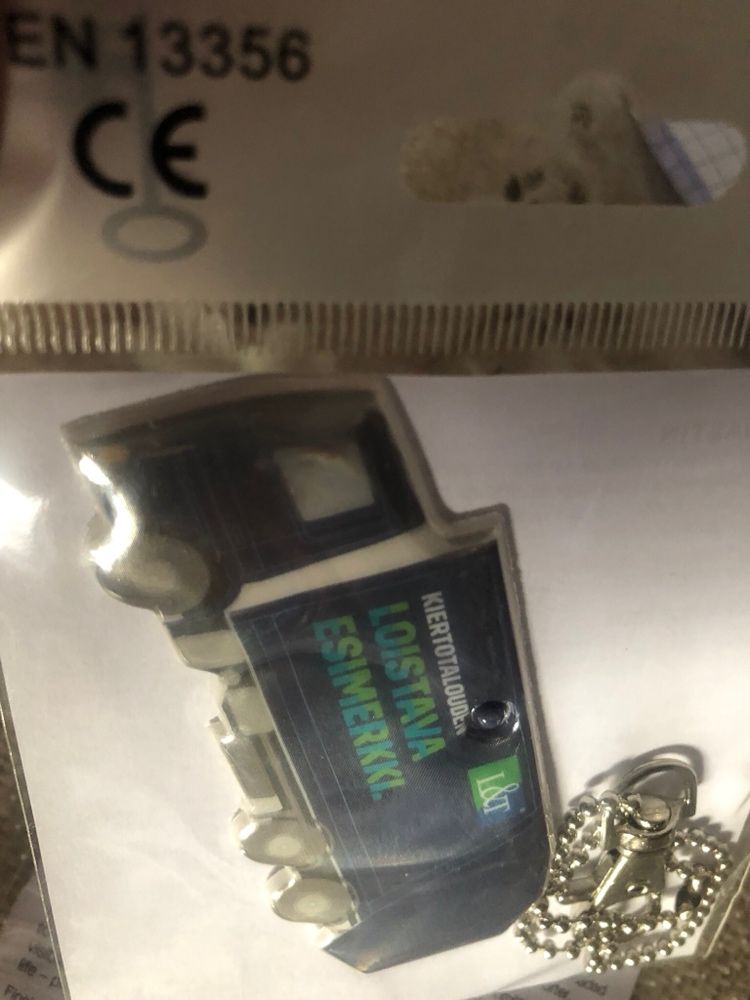 EN 13356
CE
KIERTOTALOUDEN
LOISTAVA
ESIMERKKI.
L&T